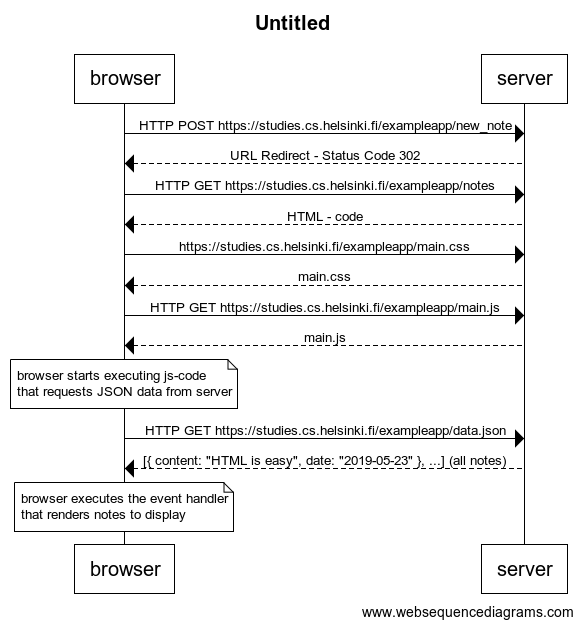 Untitled
browser
server
HTTP POST https://studies.cs.helsinki.fi/exampleapp/new_note
URL Redirect - Status Code 302
HTTP GET https://studies.cs.helsinki.fi/exampleapp/notes
HTML - code
https://studies.cs.helsinki.fi/exampleapp/main.css
main.css
HTTP GET https://studies.cs.helsinki.fi/exampleapp/main.js
main.js
browser starts executing js-code
that requests JSON data from server
HTTP GET https://studies.cs.helsinki.fi/exampleapp/data.json
[{ content: "HTML is easy", date: "2019-05-23" }, ...] (all notes)
browser executes the event handler
that renders notes to display
browser
server
www.websequencediagrams.com